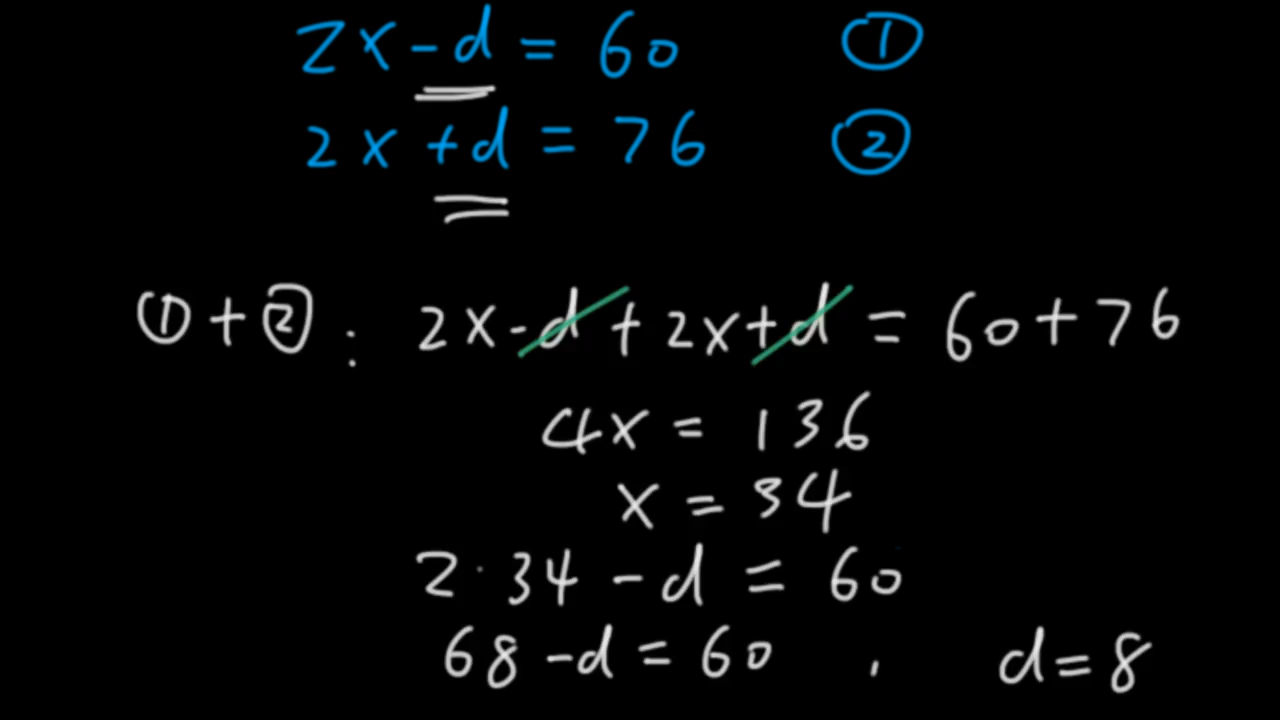 2x - d = 60 ①
2x + d = 76 ②
① + ② : 2x - d + 2x + d = 60 + 76
4x = 136
x = 34
2 · 34 - d = 60
68 - d = 60 , d = 8